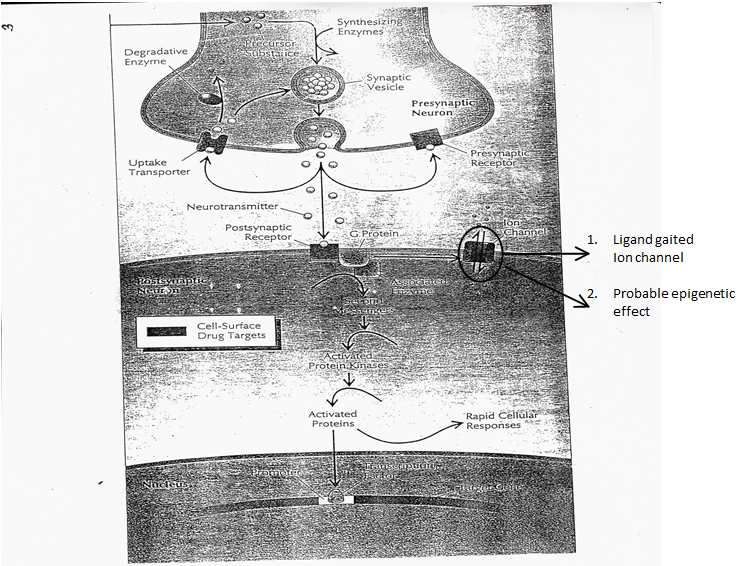 3
Synthesizing
Enzymes
Precursor
Substance
Degradative
Enzyme
Synaptic
Vesicle
Presynaptic
Neuron
Uptake
Transporter
Presynaptic
Receptor
Neurotransmitter
Postsynaptic
Receptor
G Protein
Ion
Channel
1. Ligand gaited
Ion channel
2. Probable epigenetic
effect
Postsynaptic
Neuron
Associated
Enzyme
Second
Messenger
Cell-Surface
Drug Targets
Activated
Protein Kinases
Activated
Proteins
Rapid Cellular
Responses
Nucleus
Promoter
Transcription
Factor
Target Gene